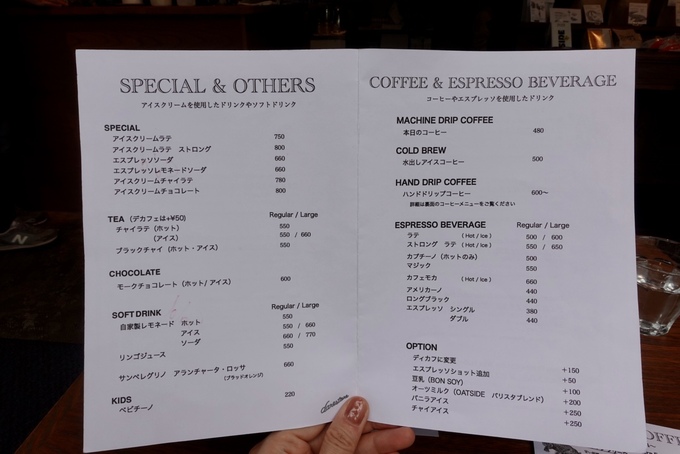 SPECIAL & OTHERS
アイスクリームを使用したドリンクやソフトドリンク
SPECIAL
アイスクリームラテ 750
アイスクリームラテ ストロング 800
エスプレッソソーダ 660
エスプレッソレモネードソーダ 660
アイスクリームチャイラテ 780
アイスクリームチョコレート 800
TEA (デカフェは+¥50) Regular / Large
チャイラテ (ホット) 550
(アイス) 550 / 660
ブラックチャイ (ホット・アイス) 550
CHOCOLATE
モークチョコレート (ホット/アイス) 600
SOFT DRINK Regular / Large
自家製レモネード ホット 550
アイス 550 / 660
ソーダ 660 / 770
リンゴジュース 550
サンペレグリノ アランチャータ・ロッサ 660
(ブラッドオレンジ)
KIDS 220
ベビチーノ
COFFEE & ESPRESSO BEVERAGE
コーヒーやエスプレッソを使用したドリンク
MACHINE DRIP COFFEE
本日のコーヒー 480
COLD BREW
水出しアイスコーヒー 500
HAND DRIP COFFEE
ハンドドリップコーヒー 600〜
詳細は裏面のコーヒーメニューをご覧ください
ESPRESSO BEVERAGE Regular / Large
ラテ (Hot / Ice) 500 / 600
ストロング ラテ (Hot / Ice) 550 / 650
カプチーノ (ホットのみ) 500
マジック 550
カフェモカ (Hot / Ice) 660
アメリカーノ 440
ロングブラック 440
エスプレッソ シングル 380
ダブル 440
OPTION
ディカフェに変更 +150
エスプレッソショット追加 +50
豆乳 (BON SOY) +100
オーツミルク (OATSIDE バリスタブレンド) +200
バニラアイス +250
チャイアイス +250